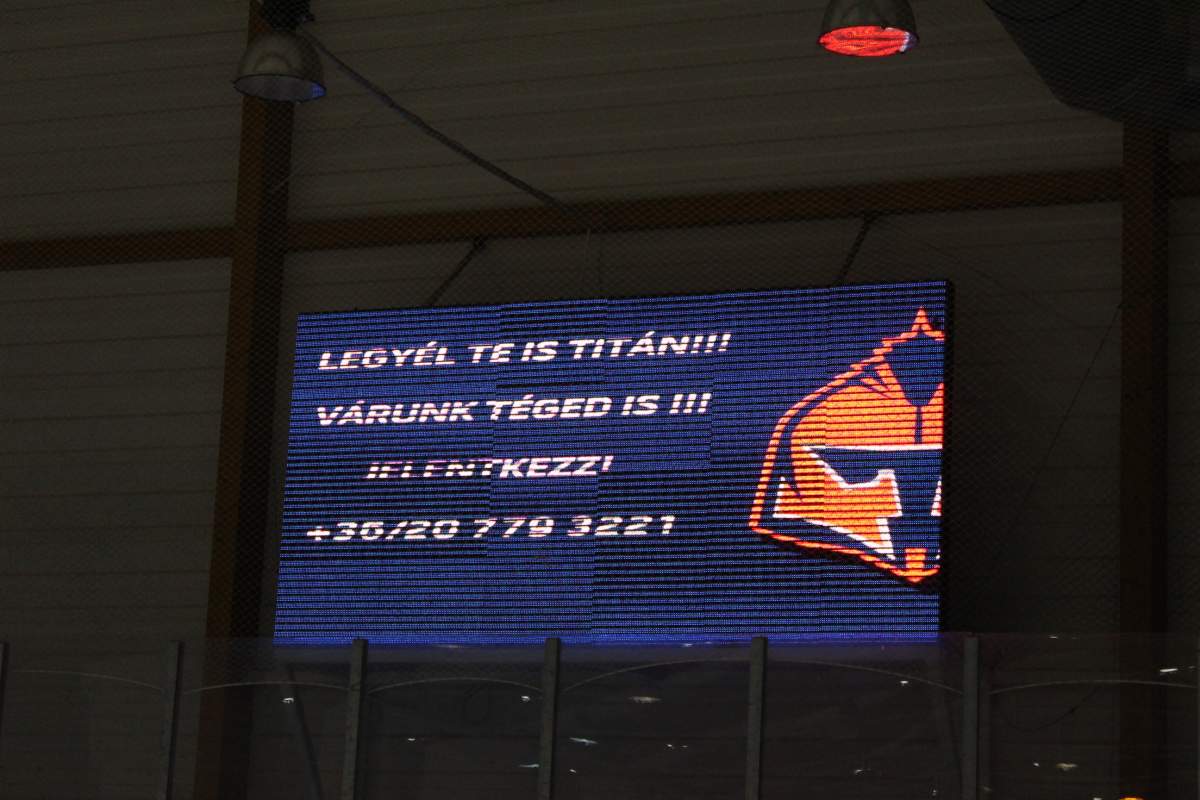 LEGYÉL TE IS TITÁN!!!
VÁRUNK TÉGED IS !!!
JELENTKEZZ!
+36/20 779 3221